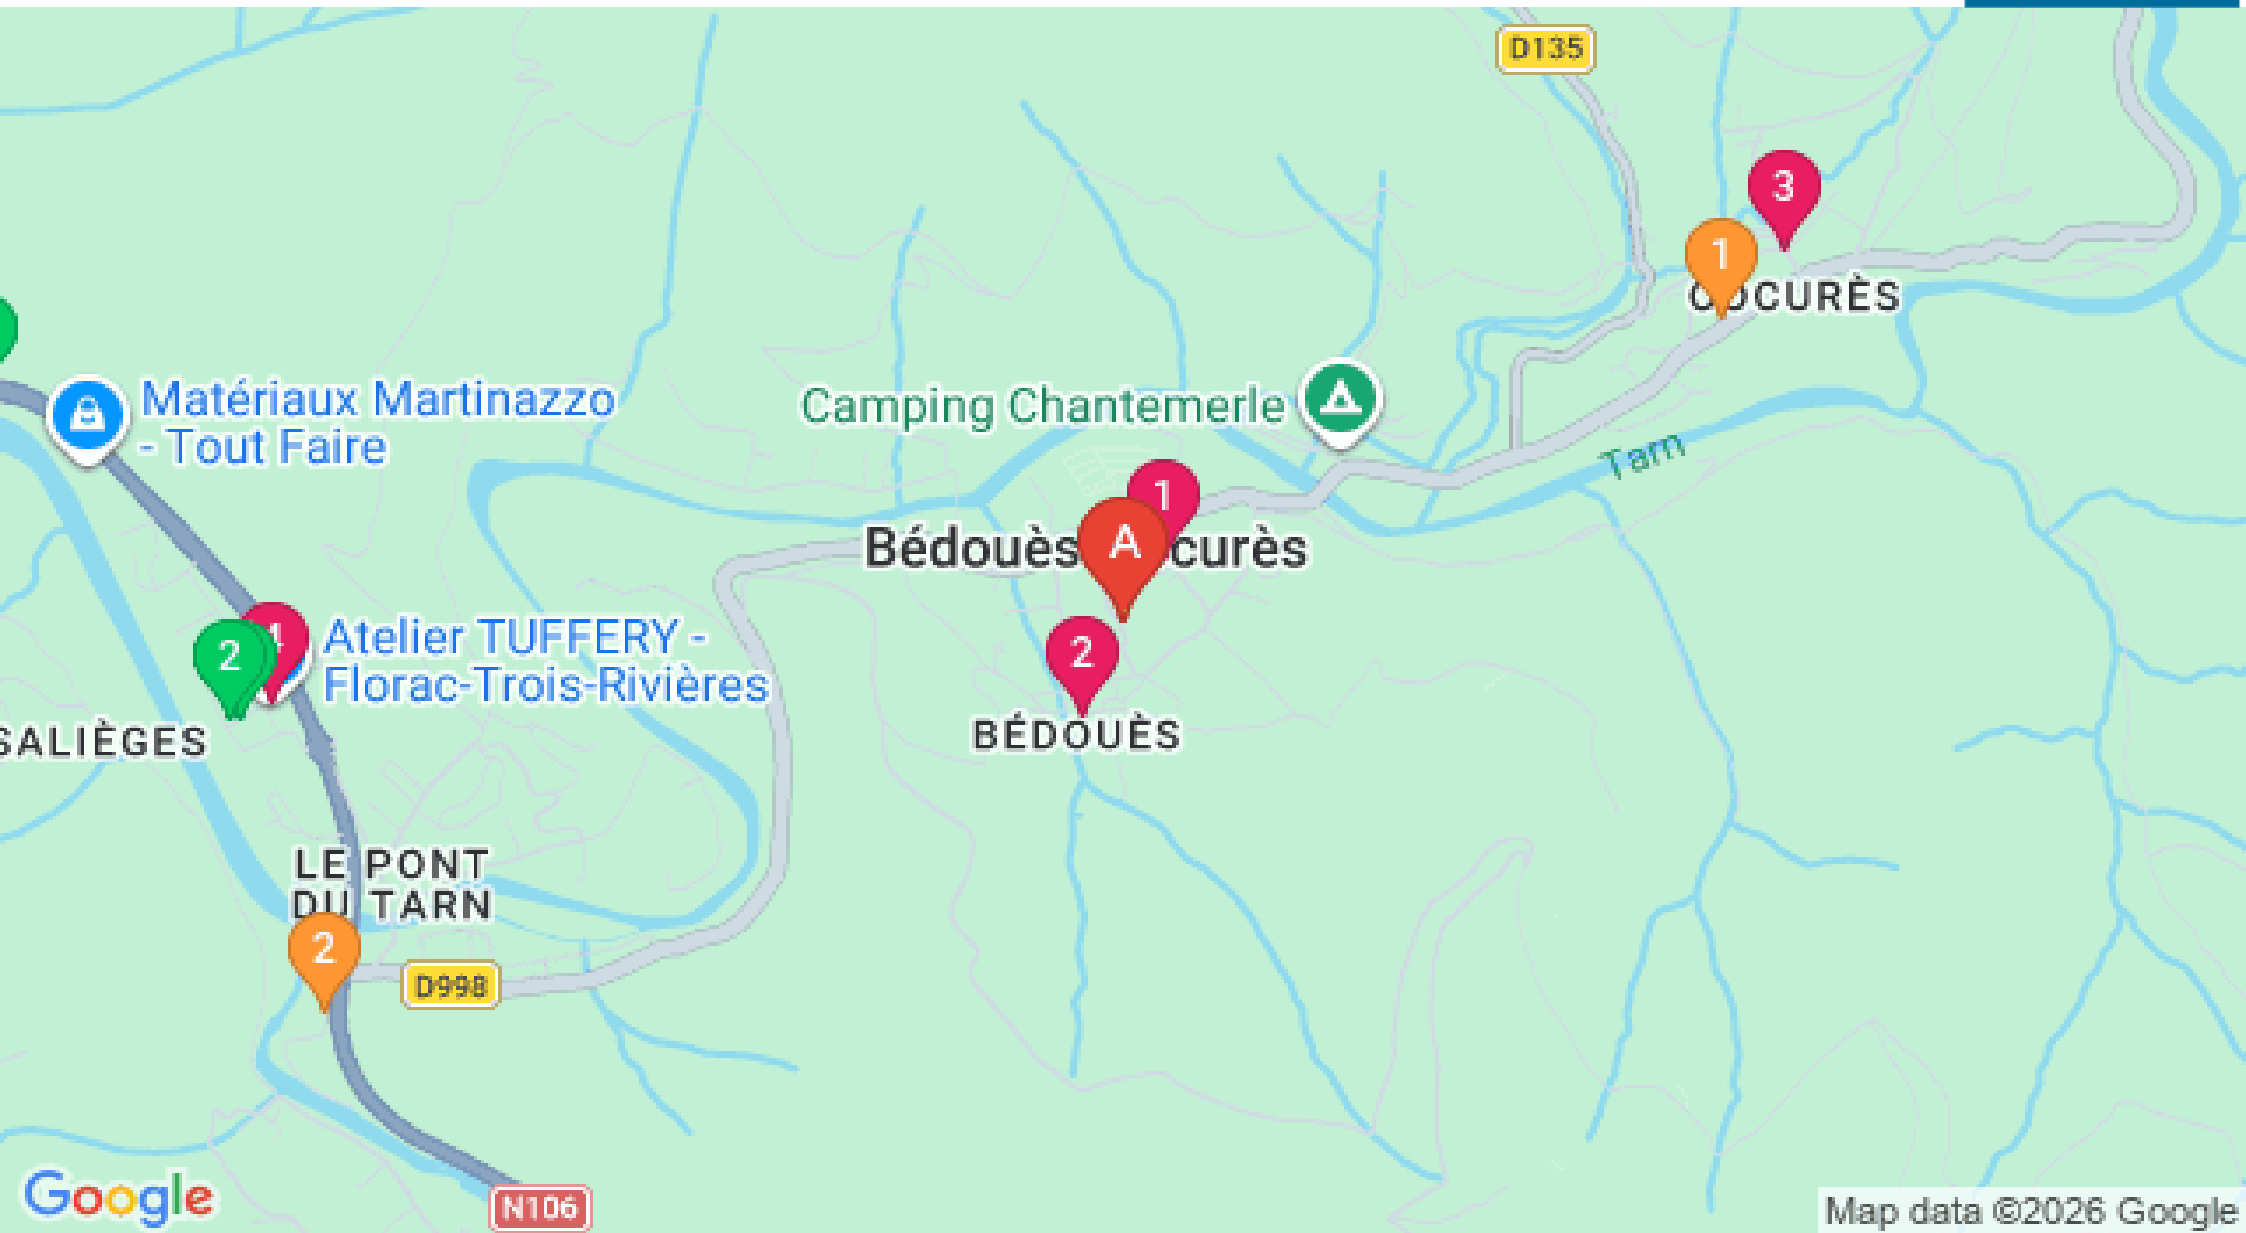 D135
3
1
COCURÈS
Matériaux Martinazzo
- Tout Faire
Camping Chantemerle
Tarn
1
A
Bédouès curès
2
4
Atelier TUFFERY -
Florac-Trois-Rivières
2
SALIÈGES
BÉDOUÈS
LE PONT
DU TARN
2
D998
N106
Google
Map data ©2026 Google